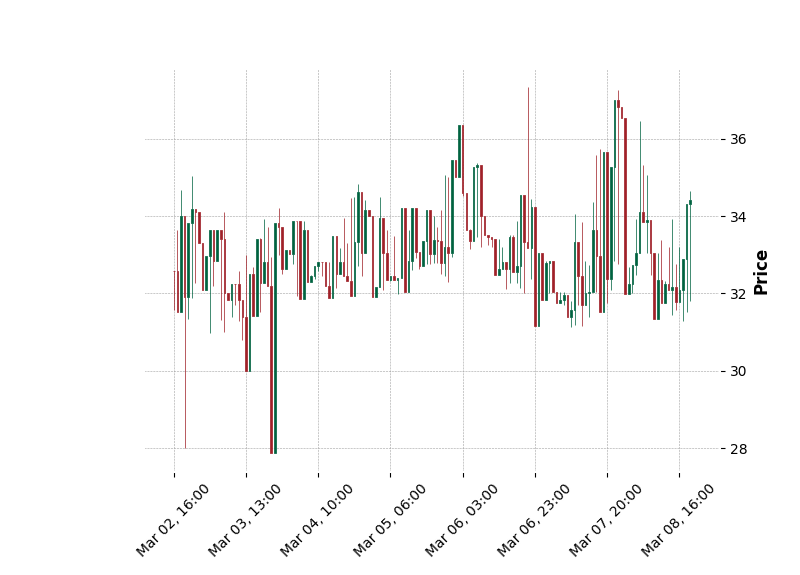 36
34
32
30
28
Price
Mar 02, 16:00
Mar 03, 13:00
Mar 04, 10:00
Mar 05, 06:00
Mar 06, 03:00
Mar 06, 23:00
Mar 07, 20:00
Mar 08, 16:00